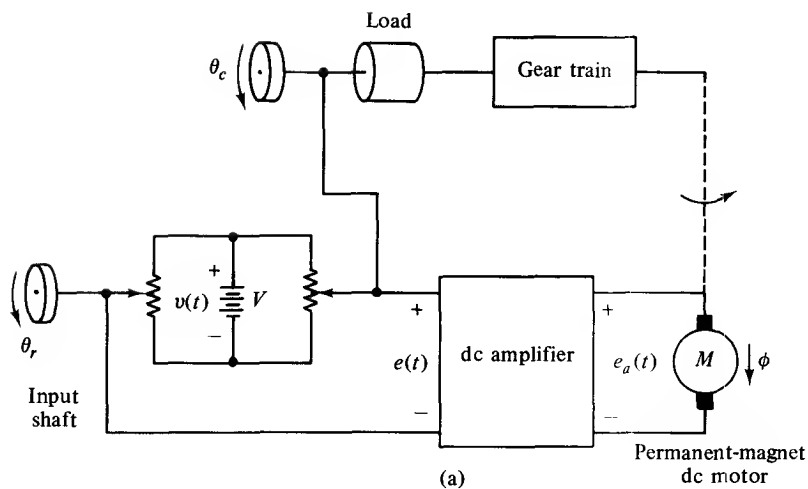 Load
θc
Gear train
+
υ(t)
V
−
θr
Input
shaft
+
e(t)
−
dc amplifier
+
ea(t)
−
M
ϕ
Permanent-magnet
dc motor
(a)